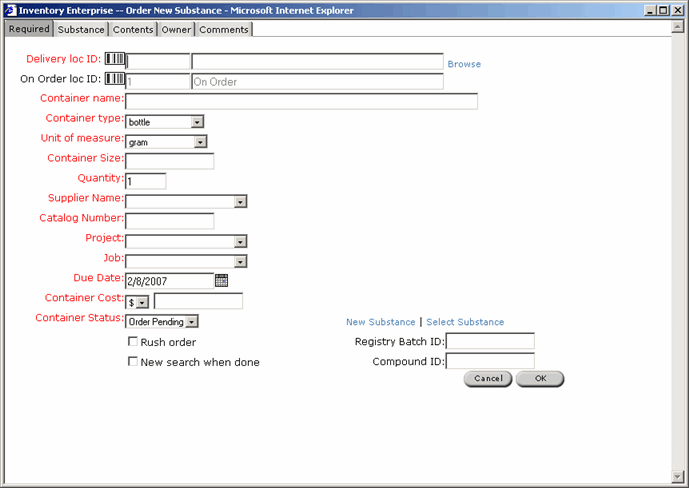 Inventory Enterprise -- Order New Substance - Microsoft Internet Explorer
Required Substance Contents Owner Comments
Delivery loc ID: Browse
On Order loc ID: 1 On Order
Container name:
Container type: bottle
Unit of measure: gram
Container Size:
Quantity: 1
Supplier Name:
Catalog Number:
Project:
Job:
Due Date: 2/8/2007
Container Cost: $
Container Status: Order Pending New Substance | Select Substance
Rush order Registry Batch ID:
New search when done Compound ID:
Cancel OK